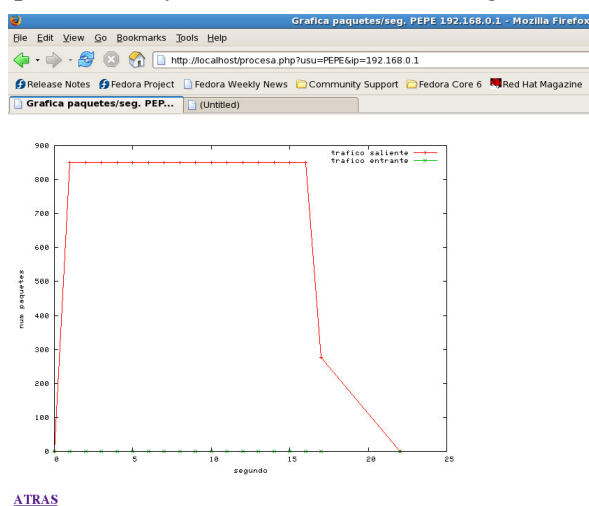 Grafica paquetes/seg. PEPE 192.168.0.1 - Mozilla Firefox
File Edit View Go Bookmarks Tools Help
http://localhost/procesa.php?usu=PEPE&ip=192.168.0.1
Release Notes Fedora Project Fedora Weekly News Community Support Fedora Core 6 Red Hat Magazine
Grafica paquetes/seg. PEP... (Untitled)
trafico saliente
trafico entrante
900
800
700
600
500
400
300
200
100
0
num paquetes
0 5 10 15 20 25
segundo
ATRAS